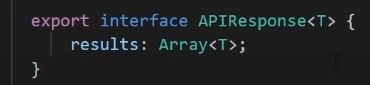 export interface APIResponse<T> {
    results: Array<T>;
}